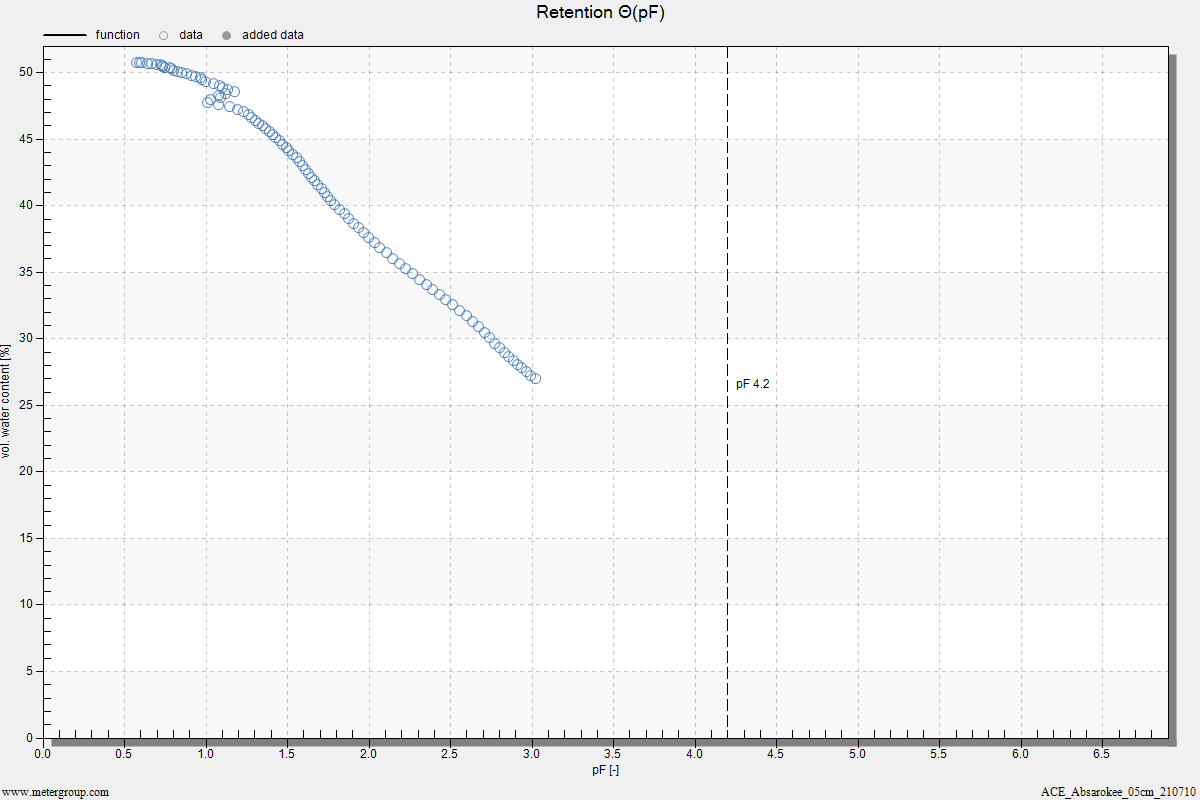 Retention Θ(pF)
function data added data
50
45
40
35
30
25
20
15
10
5
0
vol. water content [%]
pF 4.2
0.0 0.5 1.0 1.5 2.0 2.5 3.0 3.5 4.0 4.5 5.0 5.5 6.0 6.5
pF [-]
www.metergroup.com
ACE_Absarokee_05cm_210710